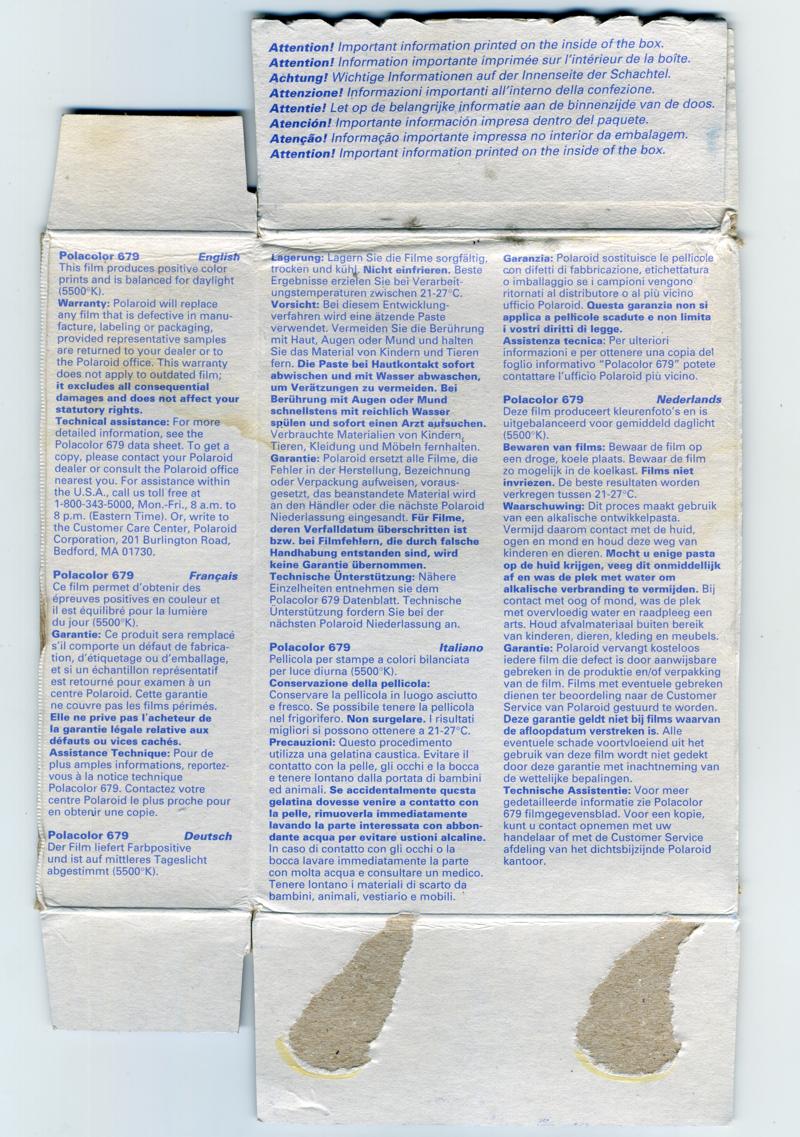 Attention! Important information printed on the inside of the box.
Attention! Information importante imprimée sur l'intérieur de la boîte.
Achtung! Wichtige Informationen auf der Innenseite der Schachtel.
Attenzione! Informazioni importanti all'interno della confezione.
Attentie! Let op de belangrijke informatie aan de binnenzijde van de doos.
Atención! Importante información impresa dentro del paquete.
Atenção! Informação importante impressa no interior da embalagem.
Attention! Important information printed on the inside of the box.
Polacolor 679 English
This film produces positive color
prints and is balanced for daylight
(5500°K).
Warranty: Polaroid will replace
any film that is defective in manu-
facture, labeling or packaging,
provided representative samples
are returned to your dealer or to
the Polaroid office. This warranty
does not apply to outdated film;
it excludes all consequential
damages and does not affect your
statutory rights.
Technical assistance: For more
detailed information, see the
Polacolor 679 data sheet. To get a
copy, please contact your Polaroid
dealer or consult the Polaroid office
nearest you. For assistance within
the U.S.A., call us toll free at
1-800-343-5000, Mon.-Fri., 8 a.m. to
8 p.m. (Eastern Time). Or, write to
the Customer Care Center, Polaroid
Corporation, 201 Burlington Road,
Bedford, MA 01730.
Polacolor 679 Français
Ce film permet d'obtenir des
épreuves positives en couleur et
il est équilibré pour la lumière
du jour (5500°K).
Garantie: Ce produit sera remplacé
s'il comporte un défaut de fabrica-
tion, d'étiquetage ou d'emballage,
et si un échantillon représentatif
est retourné pour examen à un
centre Polaroid. Cette garantie
ne couvre pas les films périmés.
Elle ne prive pas l'acheteur de
la garantie légale relative aux
défauts ou vices cachés.
Assistance Technique: Pour de
plus amples informations, reportez-
vous à la notice technique
Polacolor 679. Contactez votre
centre Polaroid le plus proche pour
en obtenir une copie.
Polacolor 679 Deutsch
Der Film liefert Farbpositive
und ist auf mittleres Tageslicht
abgestimmt (5500°K).
Lagerung: Lagern Sie die Filme sorgfältig,
trocken und kühl. Nicht einfrieren. Beste
Ergebnisse erzielen Sie bei Verarbeit-
ungstemperaturen zwischen 21-27°C.
Vorsicht: Bei diesem Entwicklung-
verfahren wird eine ätzende Paste
verwendet. Vermeiden Sie die Berührung
mit Haut, Augen oder Mund und halten
Sie das Material von Kindern und Tieren
fern. Die Paste bei Hautkontakt sofort
abwischen und mit Wasser abwaschen,
um Verätzungen zu vermeiden. Bei
Berührung mit Augen oder Mund
schnellstens mit reichlich Wasser
spülen und sofort einen Arzt aufsuchen.
Verbrauchte Materialien von Kindern,
Tieren, Kleidung und Möbeln fernhalten.
Garantie: Polaroid ersetzt alle Filme, die
Fehler in der Herstellung, Bezeichnung
oder Verpackung aufweisen, voraus-
gesetzt, das beanstandete Material wird
an den Händler oder die nächste Polaroid
Niederlassung eingesandt. Für Filme,
deren Verfalldatum überschritten ist
bzw. bei Filmfehlern, die durch falsche
Handhabung entstanden sind, wird
keine Garantie übernommen.
Technische Ünterstützung: Nähere
Einzelheiten entnehmen sie dem
Polacolor 679 Datenblatt. Technische
Unterstützung fordern Sie bei der
nächsten Polaroid Niederlassung an.
Polacolor 679 Italiano
Pellicola per stampe a colori bilanciata
per luce diurna (5500°K).
Conservazione della pellicola:
Conservare la pellicola in luogo asciutto
e fresco. Se possibile tenere la pellicola
nel frigorifero. Non surgelare. I risultati
migliori si possono ottenere a 21-27°C.
Precauzioni: Questo procedimento
utilizza una gelatina caustica. Evitare il
contatto con la pelle, gli occhi e la bocca
e tenere lontano dalla portata di bambini
ed animali. Se accidentalmente questa
gelatina dovesse venire a contatto con
la pelle, rimuoverla immediatamente
lavando la parte interessata con abbon-
dante acqua per evitare ustioni alcaline.
In caso di contatto con gli occhi o la
bocca lavare immediatamente la parte
con molta acqua e consultare un medico.
Tenere lontano i materiali di scarto da
bambini, animali, vestiario e mobili.
Garanzia: Polaroid sostituisce le pellicole
con difetti di fabbricazione, etichettatura
o imballaggio se i campioni vengono
ritornati al distributore o al più vicino
ufficio Polaroid. Questa garanzia non si
applica a pellicole scadute e non limita
i vostri diritti di legge.
Assistenza tecnica: Per ulteriori
informazioni e per ottenere una copia del
foglio informativo "Polacolor 679" potete
contattare l'ufficio Polaroid più vicino.
Polacolor 679 Nederlands
Deze film produceert kleurenfoto's en is
uitgebalanceerd voor gemiddeld daglicht
(5500°K).
Bewaren van films: Bewaar de film op
een droge, koele plaats. Bewaar de film
zo mogelijk in de koelkast. Films niet
invriezen. De beste resultaten worden
verkregen tussen 21-27°C.
Waarschuwing: Dit proces maakt gebruik
van een alkalische ontwikkelpasta.
Vermijd daarom contact met de huid,
ogen en mond en houd deze weg van
kinderen en dieren. Mocht u enige pasta
op de huid krijgen, veeg dit onmiddellijk
af en was de plek met water om
alkalische verbranding te vermijden. Bij
contact met oog of mond, was de plek
met overvloedig water en raadpleeg een
arts. Houd afvalmateriaal buiten bereik
van kinderen, dieren, kleding en meubels.
Garantie: Polaroid vervangt kosteloos
iedere film die defect is door aanwijsbare
gebreken in de produktie en/of verpakking
van de film. Films met eventuele gebreken
dienen ter beoordeling naar de Customer
Service van Polaroid gestuurd te worden.
Deze garantie geldt niet bij films waarvan
de afloopdatum verstreken is. Alle
eventuele schade voortvloeiend uit het
gebruik van deze film wordt niet gedekt
door deze garantie met inachtneming van
de wettelijke bepalingen.
Technische Assistentie: Voor meer
gedetailleerde informatie zie Polacolor
679 filmgegevensblad. Voor een kopie,
kunt u contact opnemen met uw
handelaar of met de Customer Service
afdeling van het dichtsbijzijnde Polaroid
kantoor.